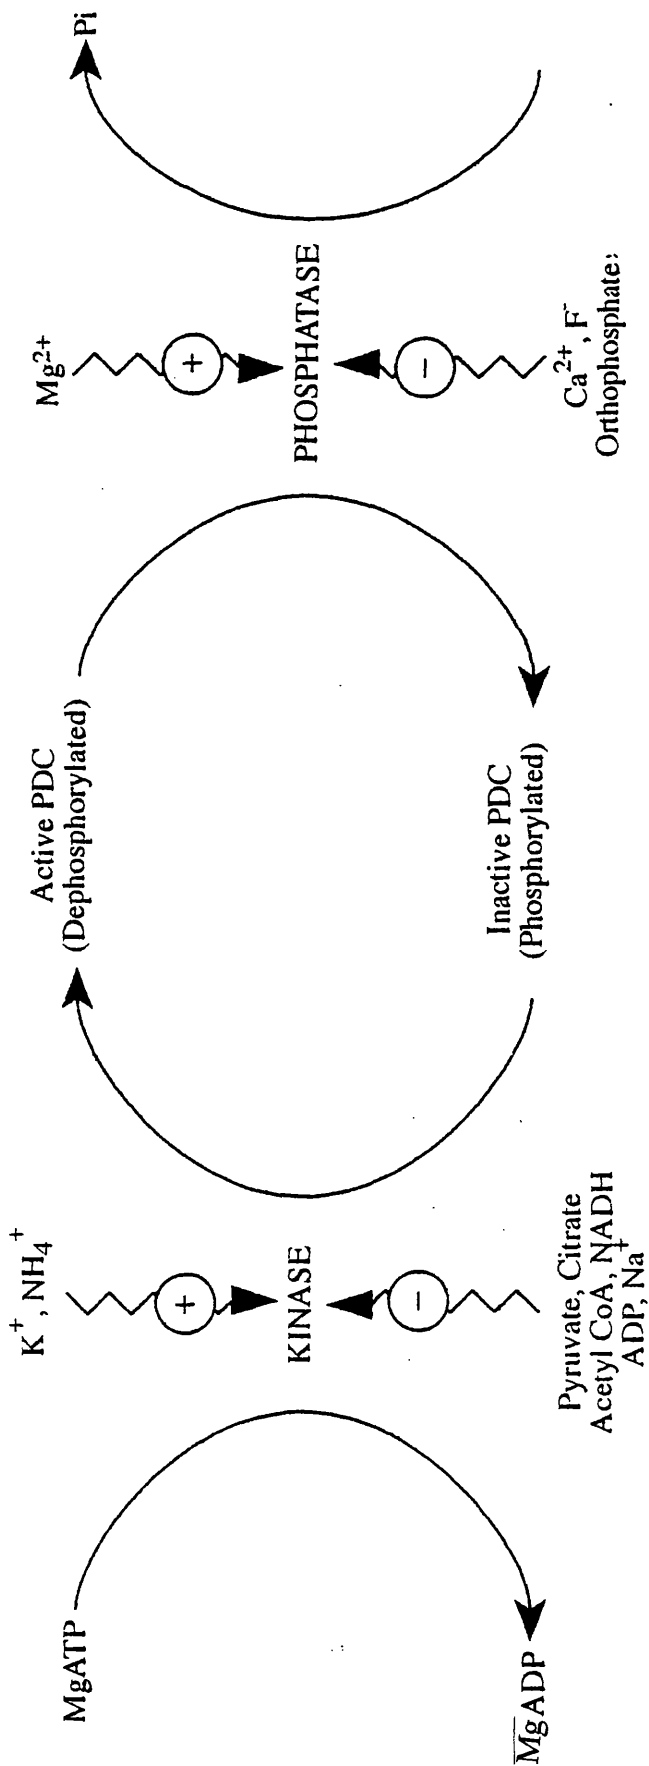 K⁺, NH₄⁺
Mg²⁺
MgATP
Active PDC
(Dephosphorylated)
Pi
KINASE
PHOSPHATASE
MgADP
Inactive PDC
(Phosphorylated)
Pyruvate, Citrate
Acetyl CoA, NADH
ADP, Na⁺
Ca²⁺, F⁻
Orthophosphate
+
+
−
−